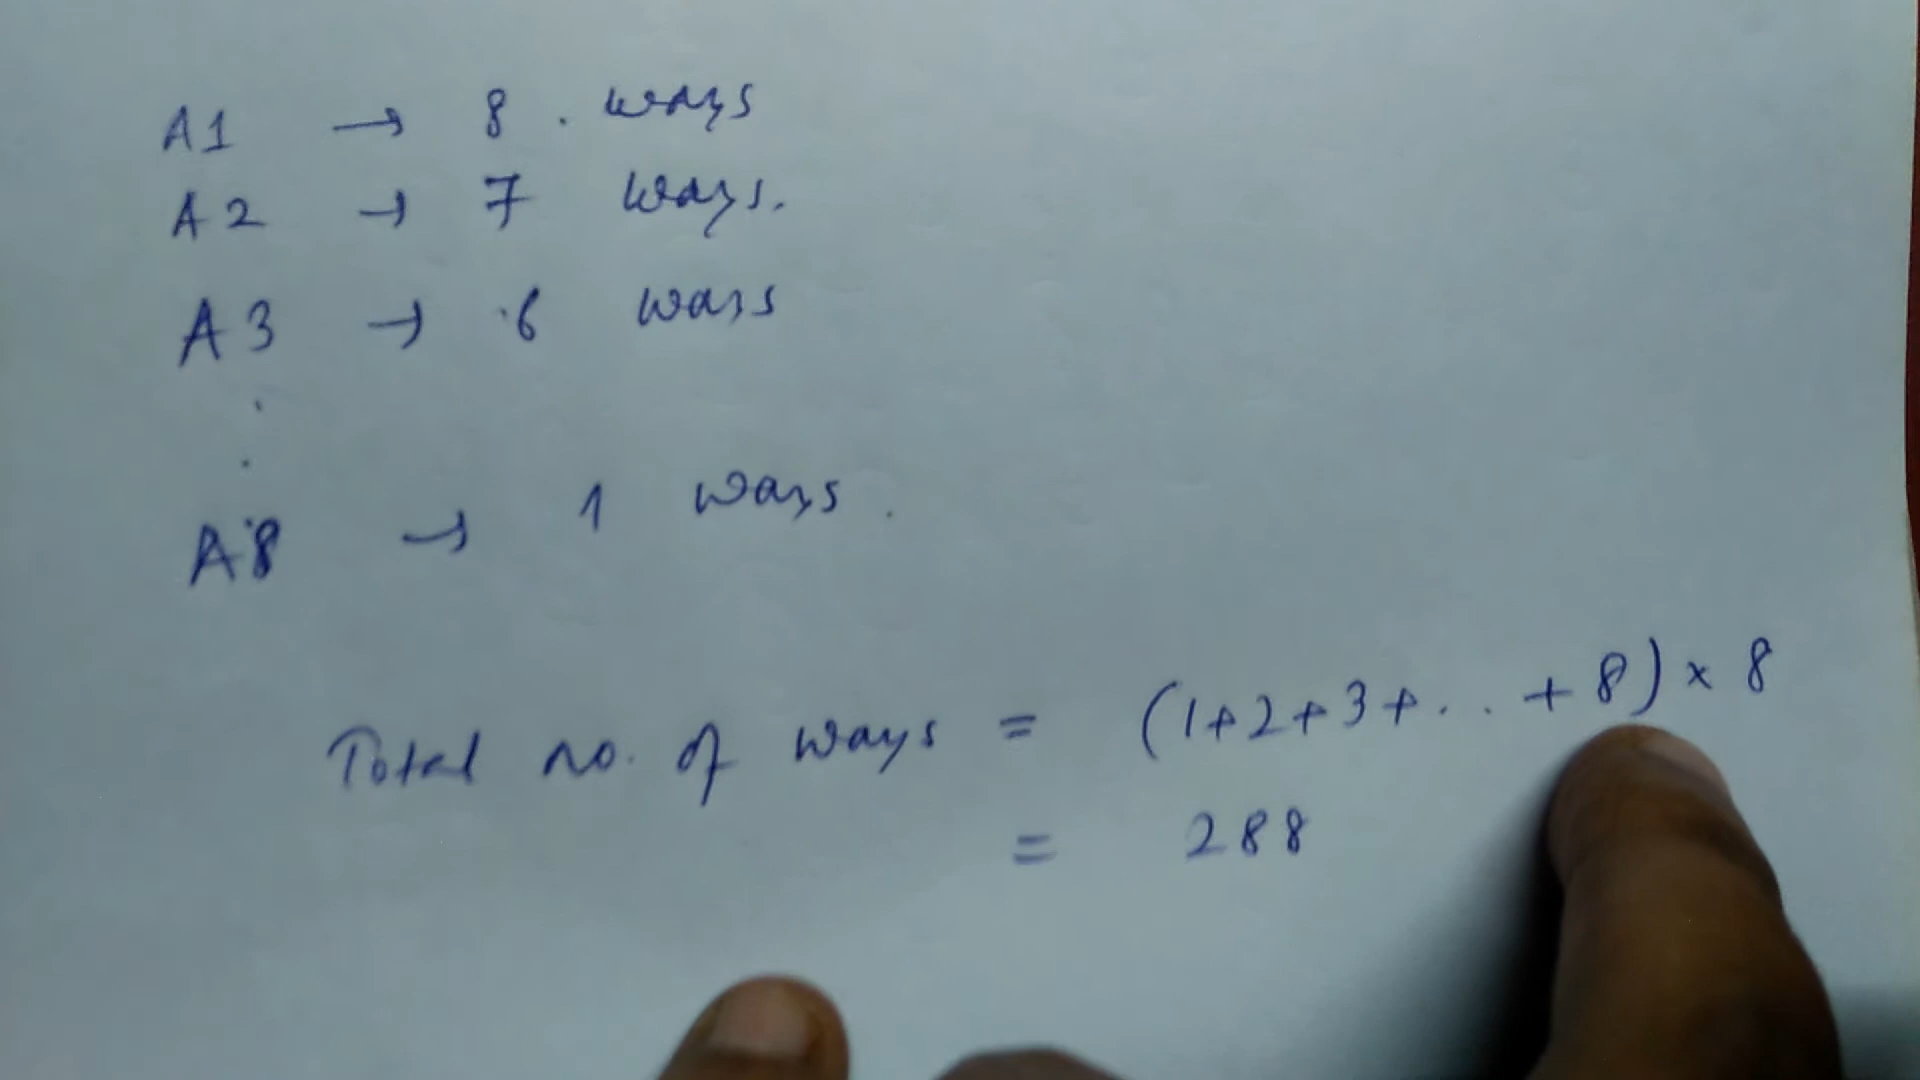 A1 → 8 . ways
A2 → 7 ways.
A3 → 6 ways
.
.
A8 → 1 ways.
Total no. of ways = (1+2+3+... +8) × 8
= 288